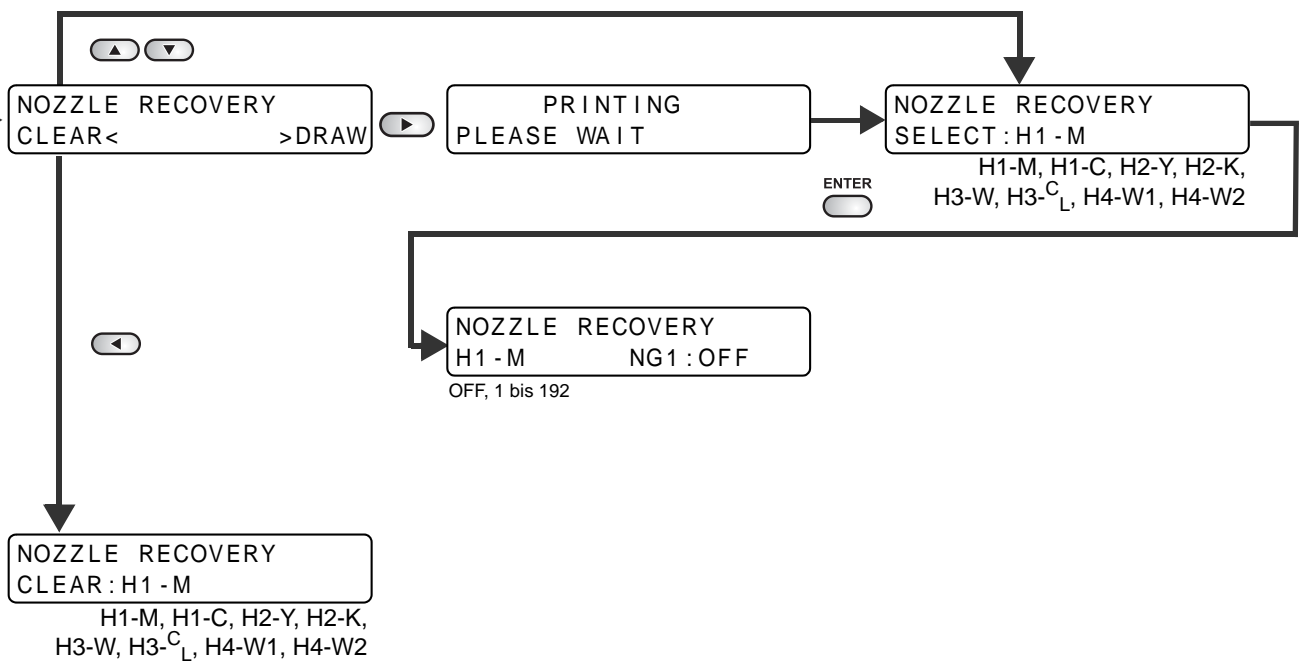 NOZZLE RECOVERY
CLEAR< >DRAW
PRINTING
PLEASE WAIT
NOZZLE RECOVERY
SELECT:H1-M
H1-M, H1-C, H2-Y, H2-K,
H3-W, H3-CL, H4-W1, H4-W2
ENTER
NOZZLE RECOVERY
H1-M NG1:OFF
OFF, 1 bis 192
NOZZLE RECOVERY
CLEAR:H1-M
H1-M, H1-C, H2-Y, H2-K,
H3-W, H3-CL, H4-W1, H4-W2